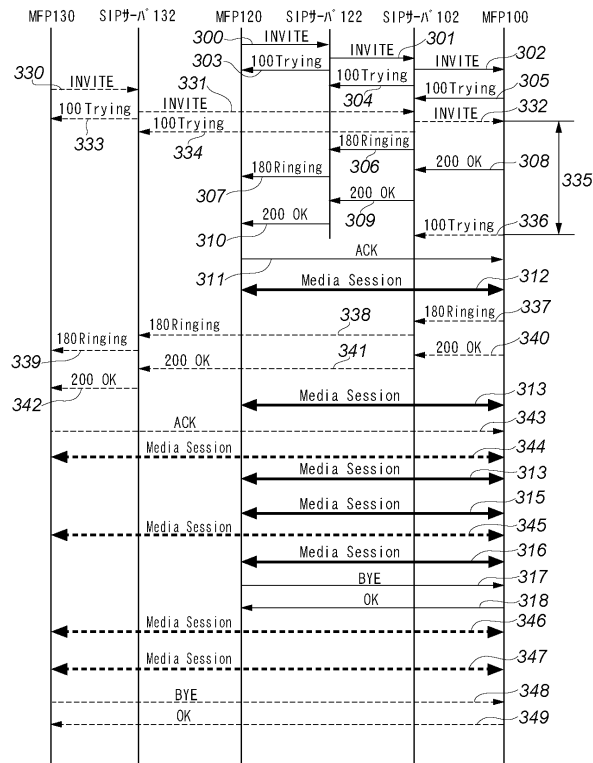 MFP130 SIPｻｰﾊﾞ132 MFP120 SIPｻｰﾊﾞ122 SIPｻｰﾊﾞ102 MFP100
300 INVITE
INVITE 301
303 100Trying INVITE 302
330 INVITE
331 100Trying 304
100Trying 305
INVITE
100Trying 333
INVITE 332
100Trying 334
180Ringing 306
335
200 OK 308
307 180Ringing
200 OK 309
310 200 OK
100Trying 336
311 ACK
Media Session 312
180Ringing 337
180Ringing 338
339 180Ringing
200 OK 340
200 OK 341
342 200 OK
Media Session 313
ACK 343
Media Session 344
Media Session 313
Media Session 315
Media Session 345
Media Session 316
BYE 317
OK 318
Media Session 346
Media Session 347
BYE 348
OK 349